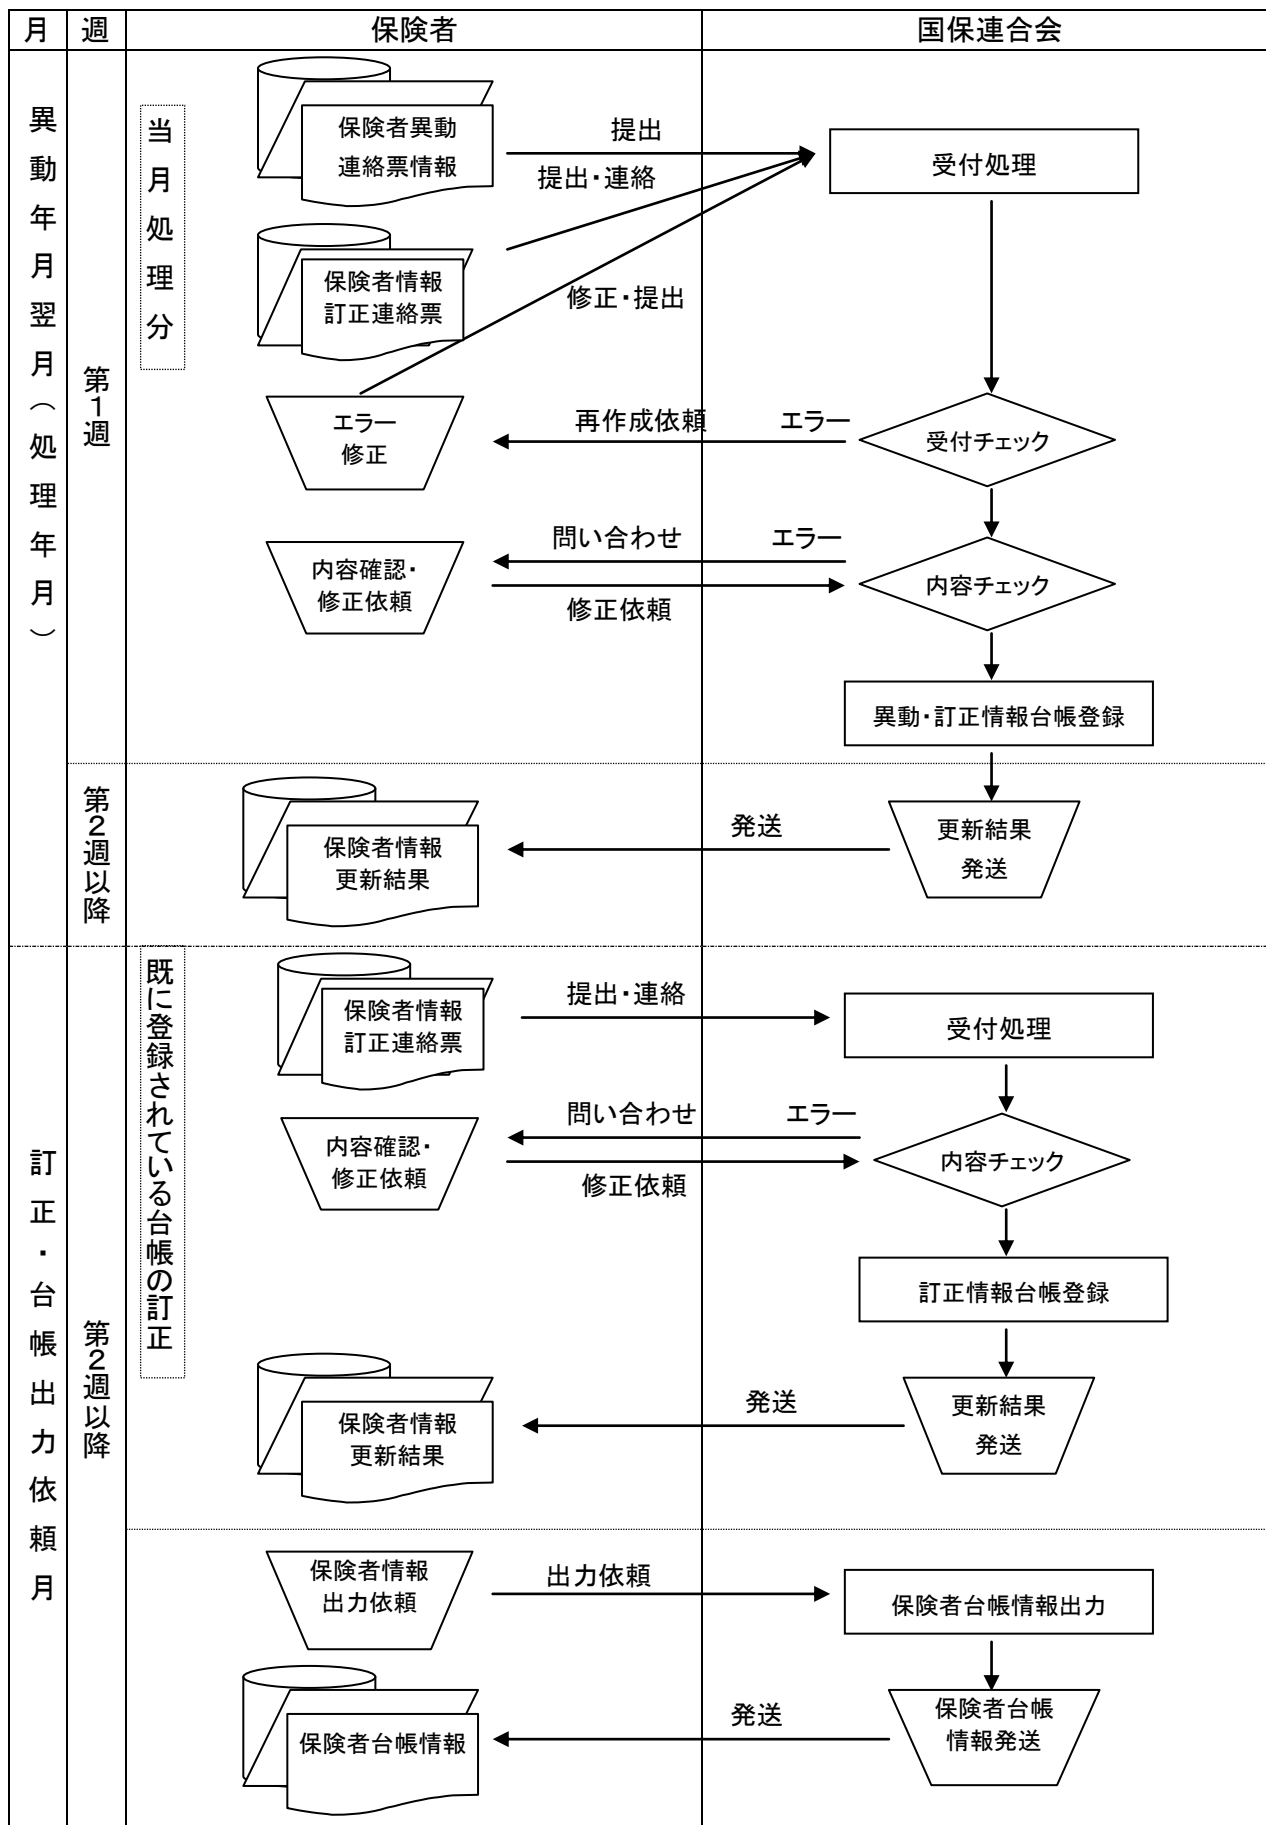 月
週
保険者
国保連合会
異動年月翌月（処理年月）
第1週
当月処理分
保険者異動
連絡票情報
提出
提出・連絡
受付処理
保険者情報
訂正連絡票
修正・提出
エラー
修正
再作成依頼
エラー
受付チェック
内容確認・
修正依頼
問い合わせ
エラー
修正依頼
内容チェック
異動・訂正情報台帳登録
第2週以降
保険者情報
更新結果
発送
更新結果
発送
訂正・台帳出力依頼月
第2週以降
既に登録されている台帳の訂正
保険者情報
訂正連絡票
提出・連絡
受付処理
内容確認・
修正依頼
問い合わせ
エラー
修正依頼
内容チェック
訂正情報台帳登録
保険者情報
更新結果
発送
更新結果
発送
保険者情報
出力依頼
出力依頼
保険者台帳情報出力
保険者台帳情報
発送
保険者台帳
情報発送